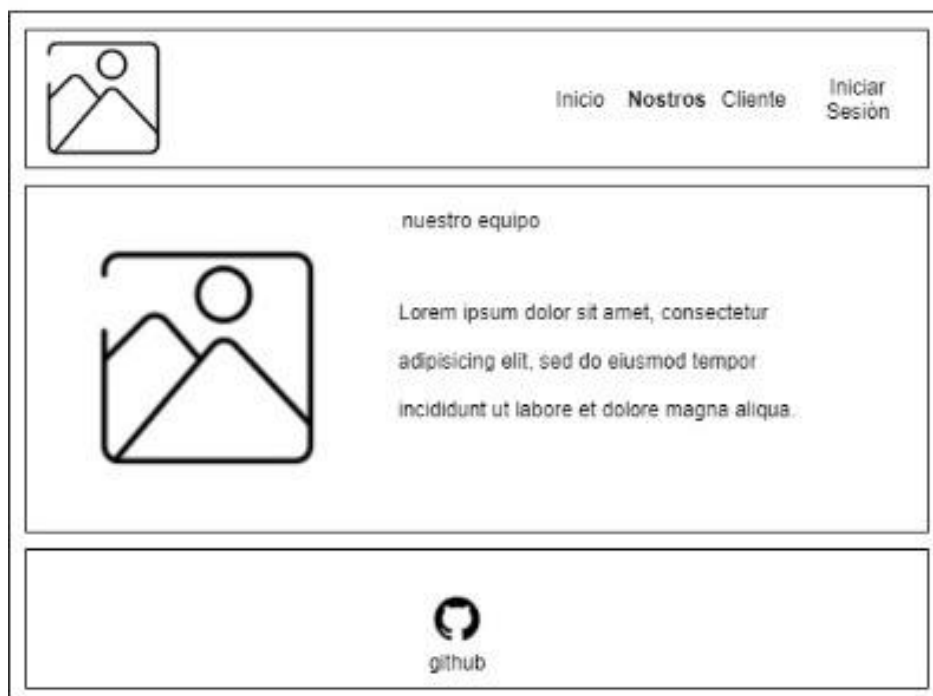 Inicio Nostros Cliente Iniciar
Sesión
nuestro equipo
Lorem ipsum dolor sit amet, consectetur
adipisicing elit, sed do eiusmod tempor
incididunt ut labore et dolore magna aliqua.
github